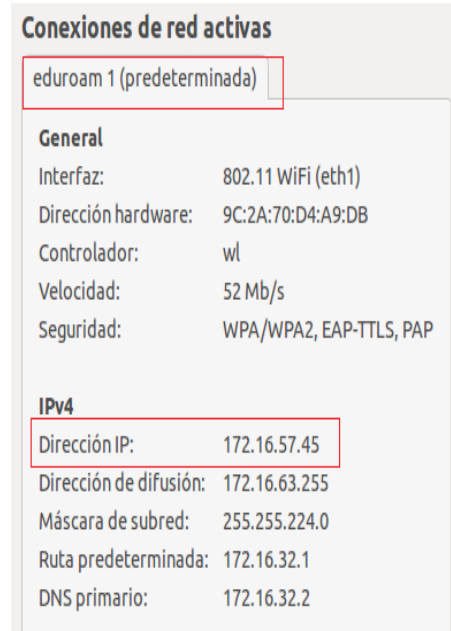 Conexiones de red activas
eduroam 1 (predeterminada)
General
Interfaz: 802.11 WiFi (eth1)
Dirección hardware: 9C:2A:70:D4:A9:DB
Controlador: wl
Velocidad: 52 Mb/s
Seguridad: WPA/WPA2, EAP-TTLS, PAP
IPv4
Dirección IP: 172.16.57.45
Dirección de difusión: 172.16.63.255
Máscara de subred: 255.255.224.0
Ruta predeterminada: 172.16.32.1
DNS primario: 172.16.32.2